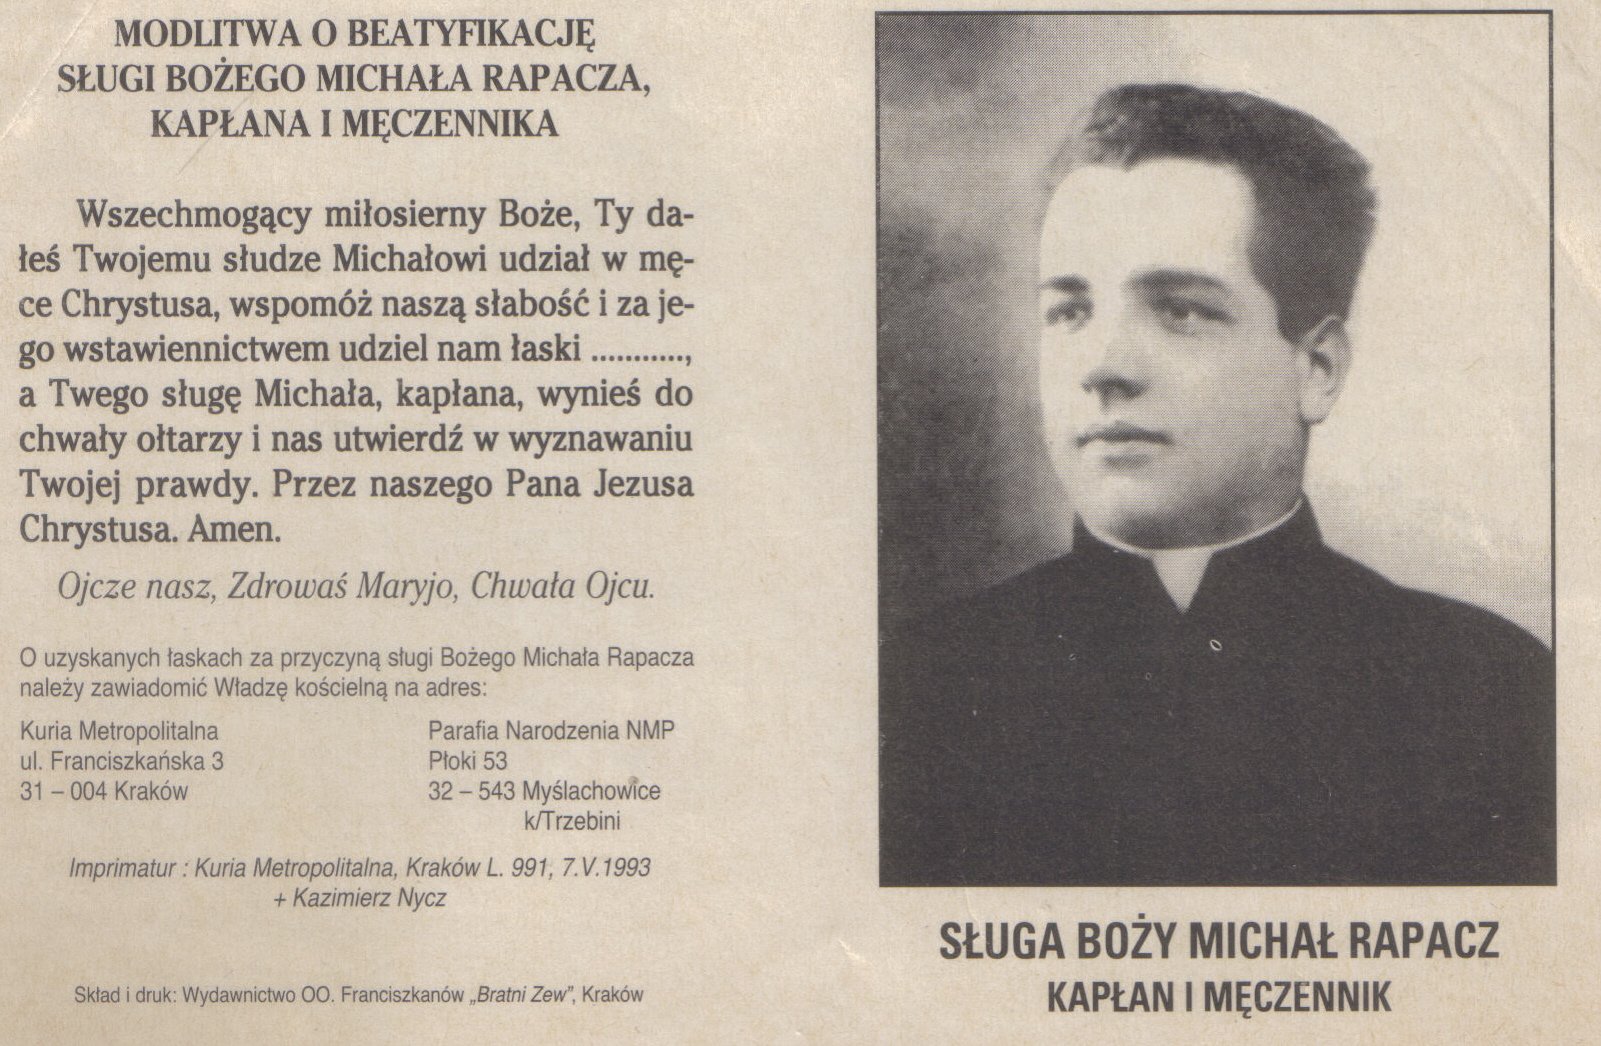 MODLITWA O BEATYFIKACJĘ
SŁUGI BOŻEGO MICHAŁA RAPACZA,
KAPŁANA I MĘCZENNIKA
Wszechmogący miłosierny Boże, Ty da-
łeś Twojemu słudze Michałowi udział w mę-
ce Chrystusa, wspomóż naszą słabość i za je-
go wstawiennictwem udziel nam łaski ...........,
a Twego sługę Michała, kapłana, wynieś do
chwały ołtarzy i nas utwierdź w wyznawaniu
Twojej prawdy. Przez naszego Pana Jezusa
Chrystusa. Amen.
Ojcze nasz, Zdrowaś Maryjo, Chwała Ojcu.
O uzyskanych łaskach za przyczyną sługi Bożego Michała Rapacza
należy zawiadomić Władzę kościelną na adres:
Kuria Metropolitalna
ul. Franciszkańska 3
31 – 004 Kraków
Parafia Narodzenia NMP
Płoki 53
32 – 543 Myślachowice
k/Trzebini
Imprimatur : Kuria Metropolitalna, Kraków L. 991, 7.V.1993
+ Kazimierz Nycz
Skład i druk: Wydawnictwo OO. Franciszkanów „Bratni Zew”, Kraków
SŁUGA BOŻY MICHAŁ RAPACZ
KAPŁAN I MĘCZENNIK